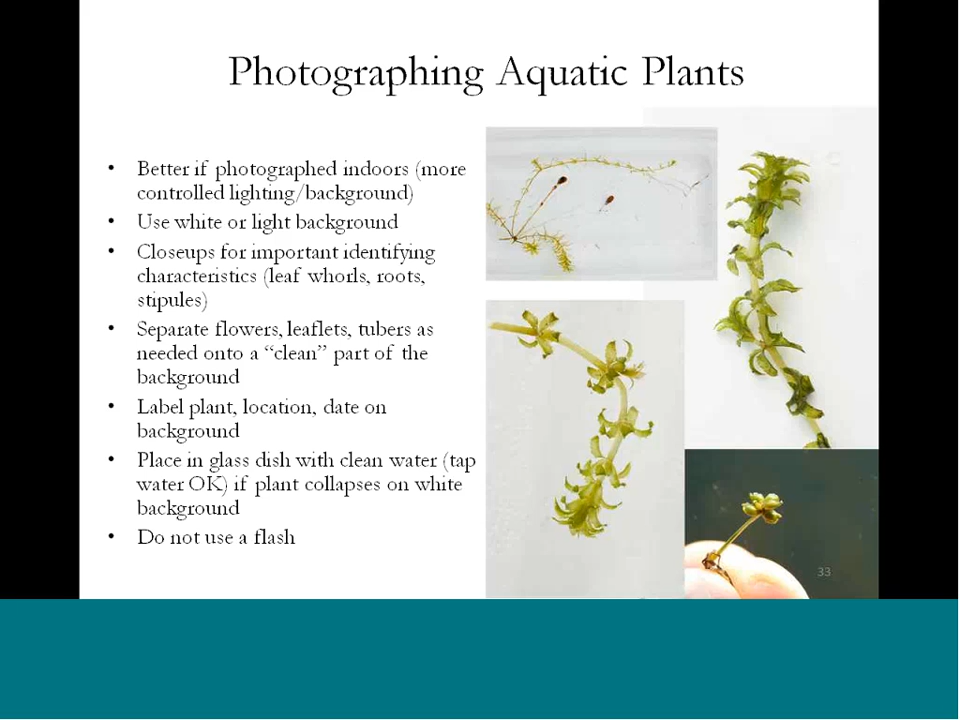 Photographing Aquatic Plants
• Better if photographed indoors (more
controlled lighting/background)
• Use white or light background
• Closeups for important identifying
characteristics (leaf whorls, roots,
stipules)
• Separate flowers, leaflets, tubers as
needed onto a “clean” part of the
background
• Label plant, location, date on
background
• Place in glass dish with clean water (tap
water OK) if plant collapses on white
background
• Do not use a flash
33